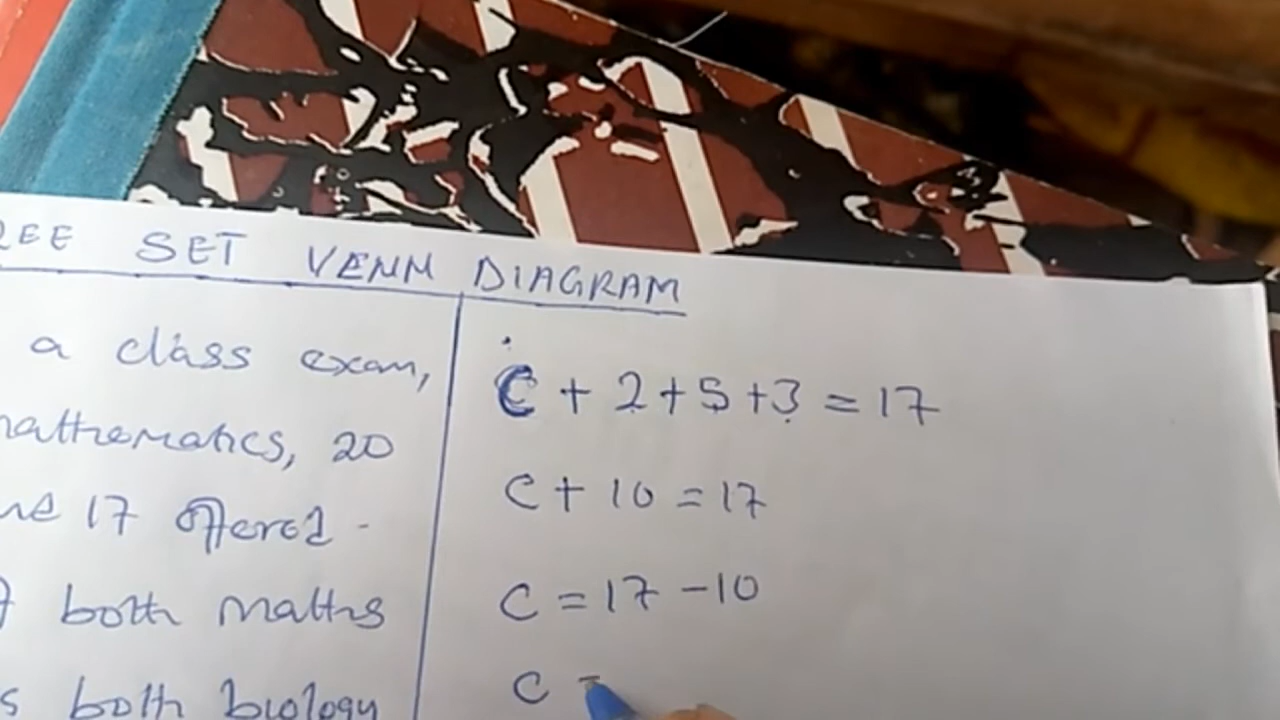 SET VENN DIAGRAM
a class exam,
mathematics, 20
17 offered -
both maths
both biology
C + 2 + 5 + 3 = 17
C + 10 = 17
C = 17 - 10
C =